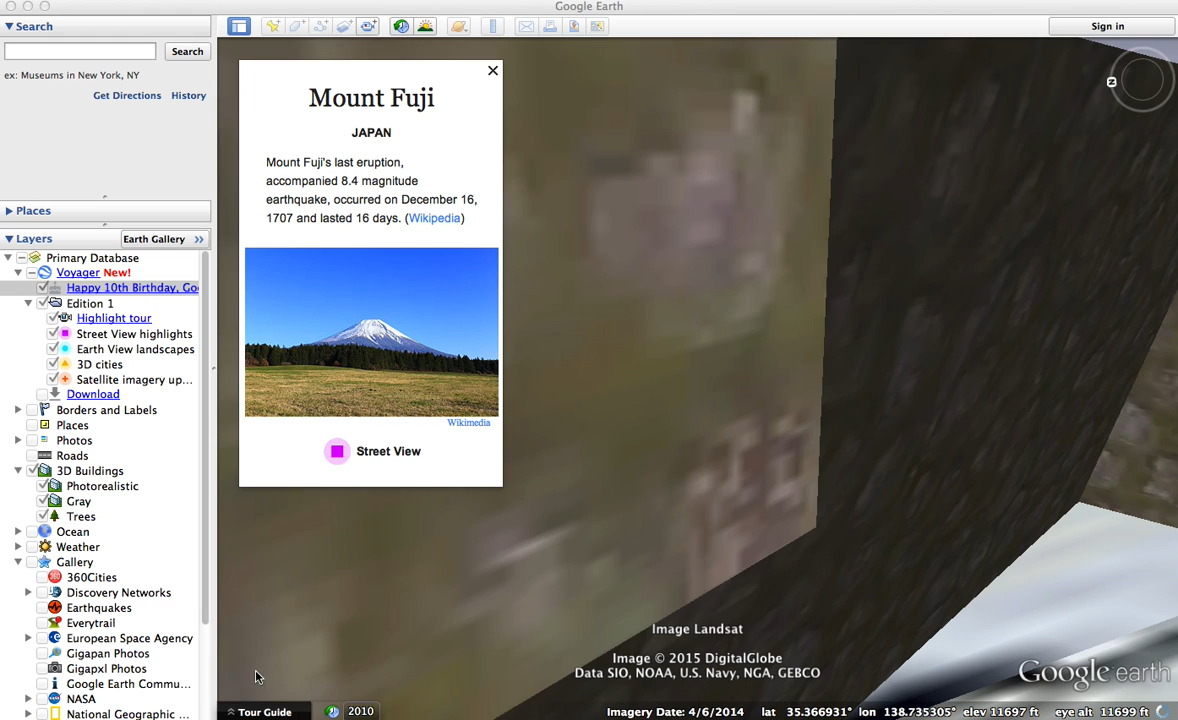 Google Earth
Search
Search
ex: Museums in New York, NY
Get Directions
History
Places
Layers
Earth Gallery >>
Primary Database
Voyager New!
Happy 10th Birthday, Go
Edition 1
Highlight tour
Street View highlights
Earth View landscapes
3D cities
Satellite imagery up...
Download
Borders and Labels
Places
Photos
Roads
3D Buildings
Photorealistic
Gray
Trees
Ocean
Weather
Gallery
360Cities
Discovery Networks
Earthquakes
Everytrail
European Space Agency
Gigapan Photos
Gigapxl Photos
Google Earth Commu...
NASA
National Geographic ...
Sign in
N
Mount Fuji
JAPAN
Mount Fuji's last eruption,
accompanied 8.4 magnitude
earthquake, occurred on December 16,
1707 and lasted 16 days. (Wikipedia)
Wikimedia
Street View
Image Landsat
Image © 2015 DigitalGlobe
Data SIO, NOAA, U.S. Navy, NGA, GEBCO
Google earth
Tour Guide
2010
Imagery Date: 4/6/2014 lat 35.366931° lon 138.735305° elev 11697 ft eye alt 11699 ft